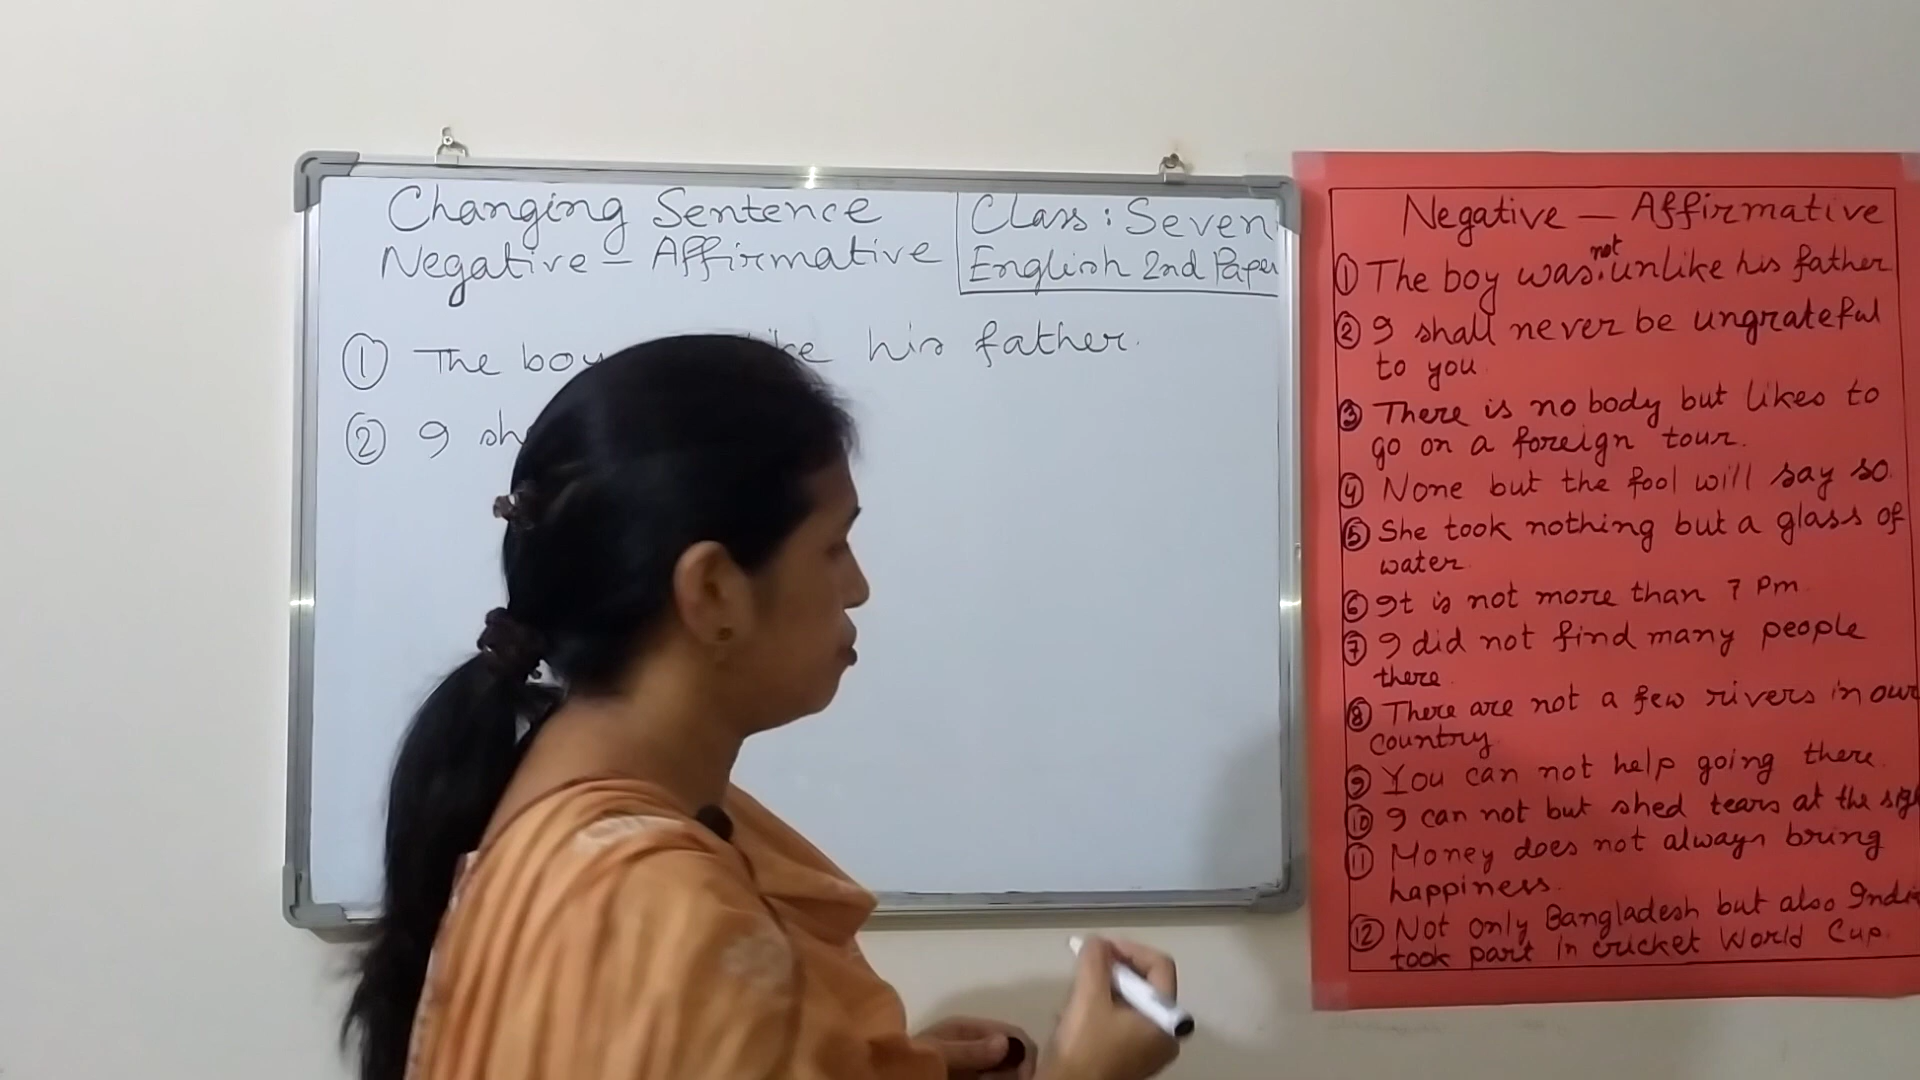 Changing Sentence
Negative – Affirmative
Class: Seven
English 2nd Paper
① The boy his father.
② I sh
Negative – Affirmative
① The boy was not unlike his father
② I shall never be ungrateful
to you.
③ There is no body but likes to
go on a foreign tour.
④ None but the fool will say so.
⑤ She took nothing but a glass of
water.
⑥ It is not more than 7 Pm.
⑦ I did not find many people
there.
⑧ There are not a few rivers in our
country.
⑨ You can not help going there.
⑩ I can not but shed tears at the
⑪ Money does not always bring
happiness.
⑫ Not only Bangladesh but also India
took part in cricket World Cup.